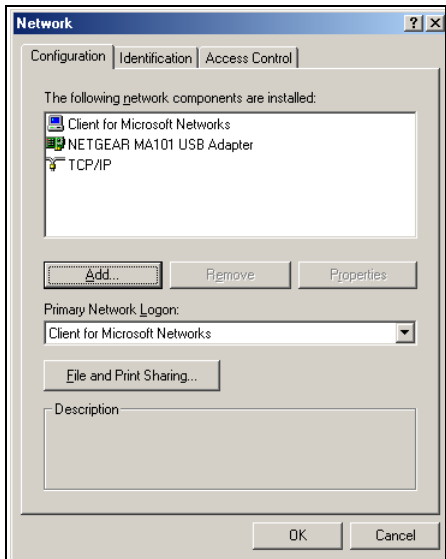 Network
Configuration Identification Access Control
The following network components are installed:
Client for Microsoft Networks
NETGEAR MA101 USB Adapter
TCP/IP
Add... Remove Properties
Primary Network Logon:
Client for Microsoft Networks
File and Print Sharing...
Description
OK Cancel